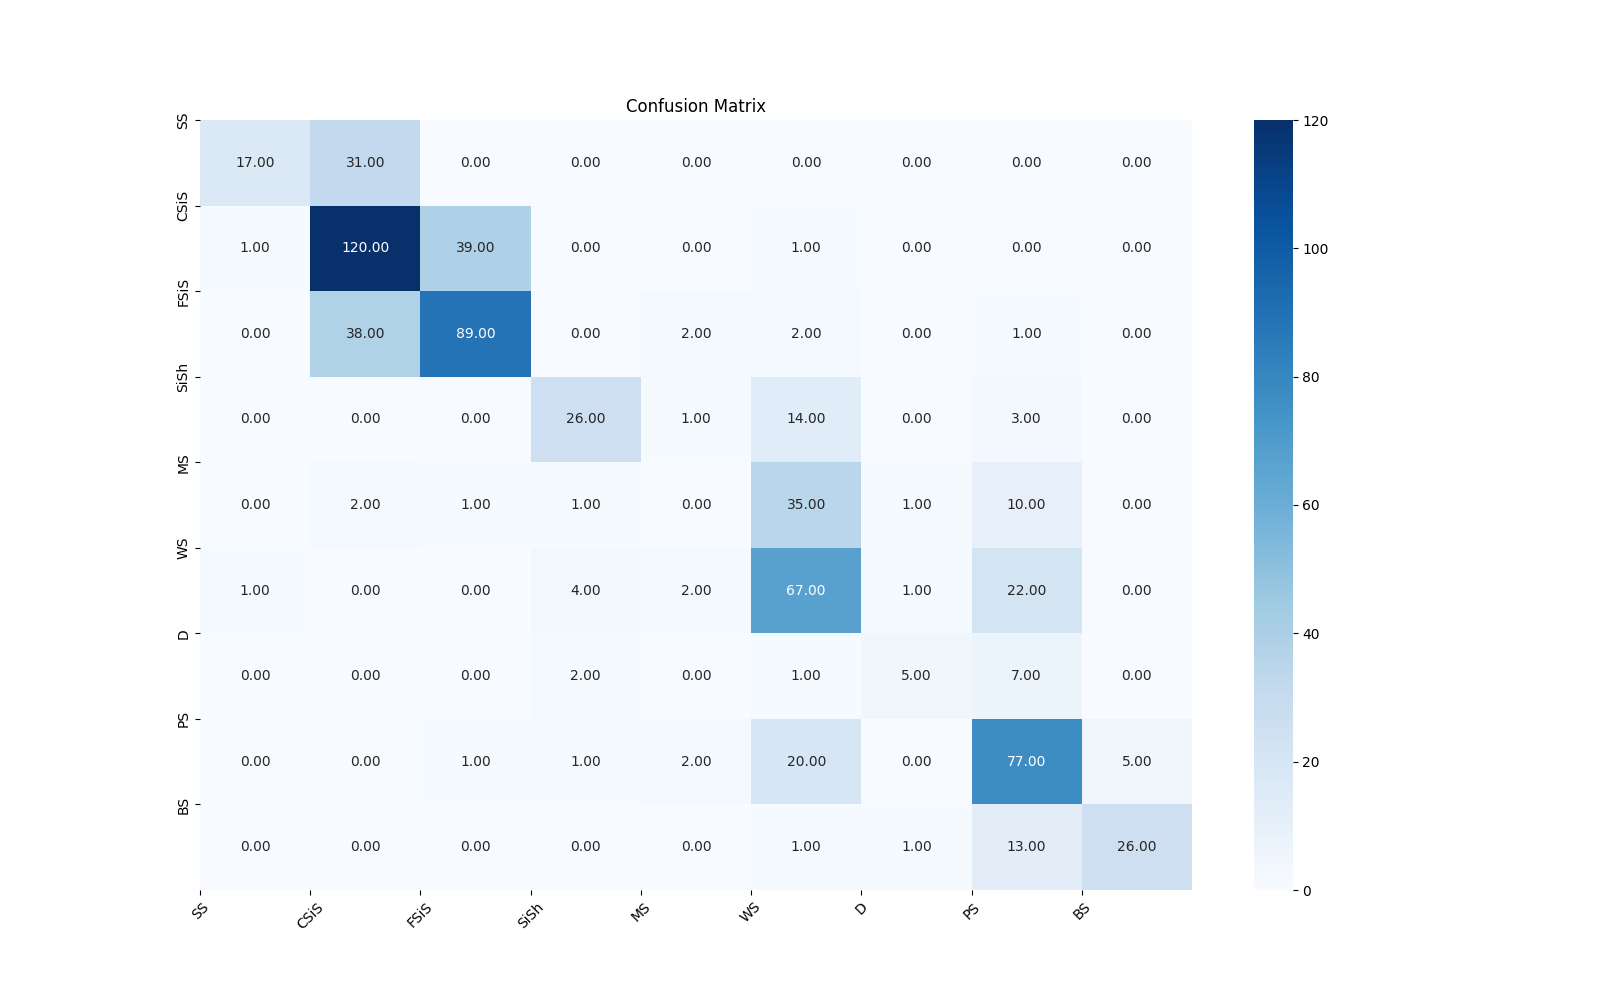 Confusion Matrix
SS
17.00 31.00 0.00 0.00 0.00 0.00 0.00 0.00 0.00
CSiS
1.00 120.00 39.00 0.00 0.00 1.00 0.00 0.00 0.00
FSiS
0.00 38.00 89.00 0.00 2.00 2.00 0.00 1.00 0.00
SiSh
0.00 0.00 0.00 26.00 1.00 14.00 0.00 3.00 0.00
MS
0.00 2.00 1.00 1.00 0.00 35.00 1.00 10.00 0.00
WS
1.00 0.00 0.00 4.00 2.00 67.00 1.00 22.00 0.00
D
0.00 0.00 0.00 2.00 0.00 1.00 5.00 7.00 0.00
PS
0.00 0.00 1.00 1.00 2.00 20.00 0.00 77.00 5.00
BS
0.00 0.00 0.00 0.00 0.00 1.00 1.00 13.00 26.00
SS CSiS FSiS SiSh MS WS D PS BS
120
100
80
60
40
20
0